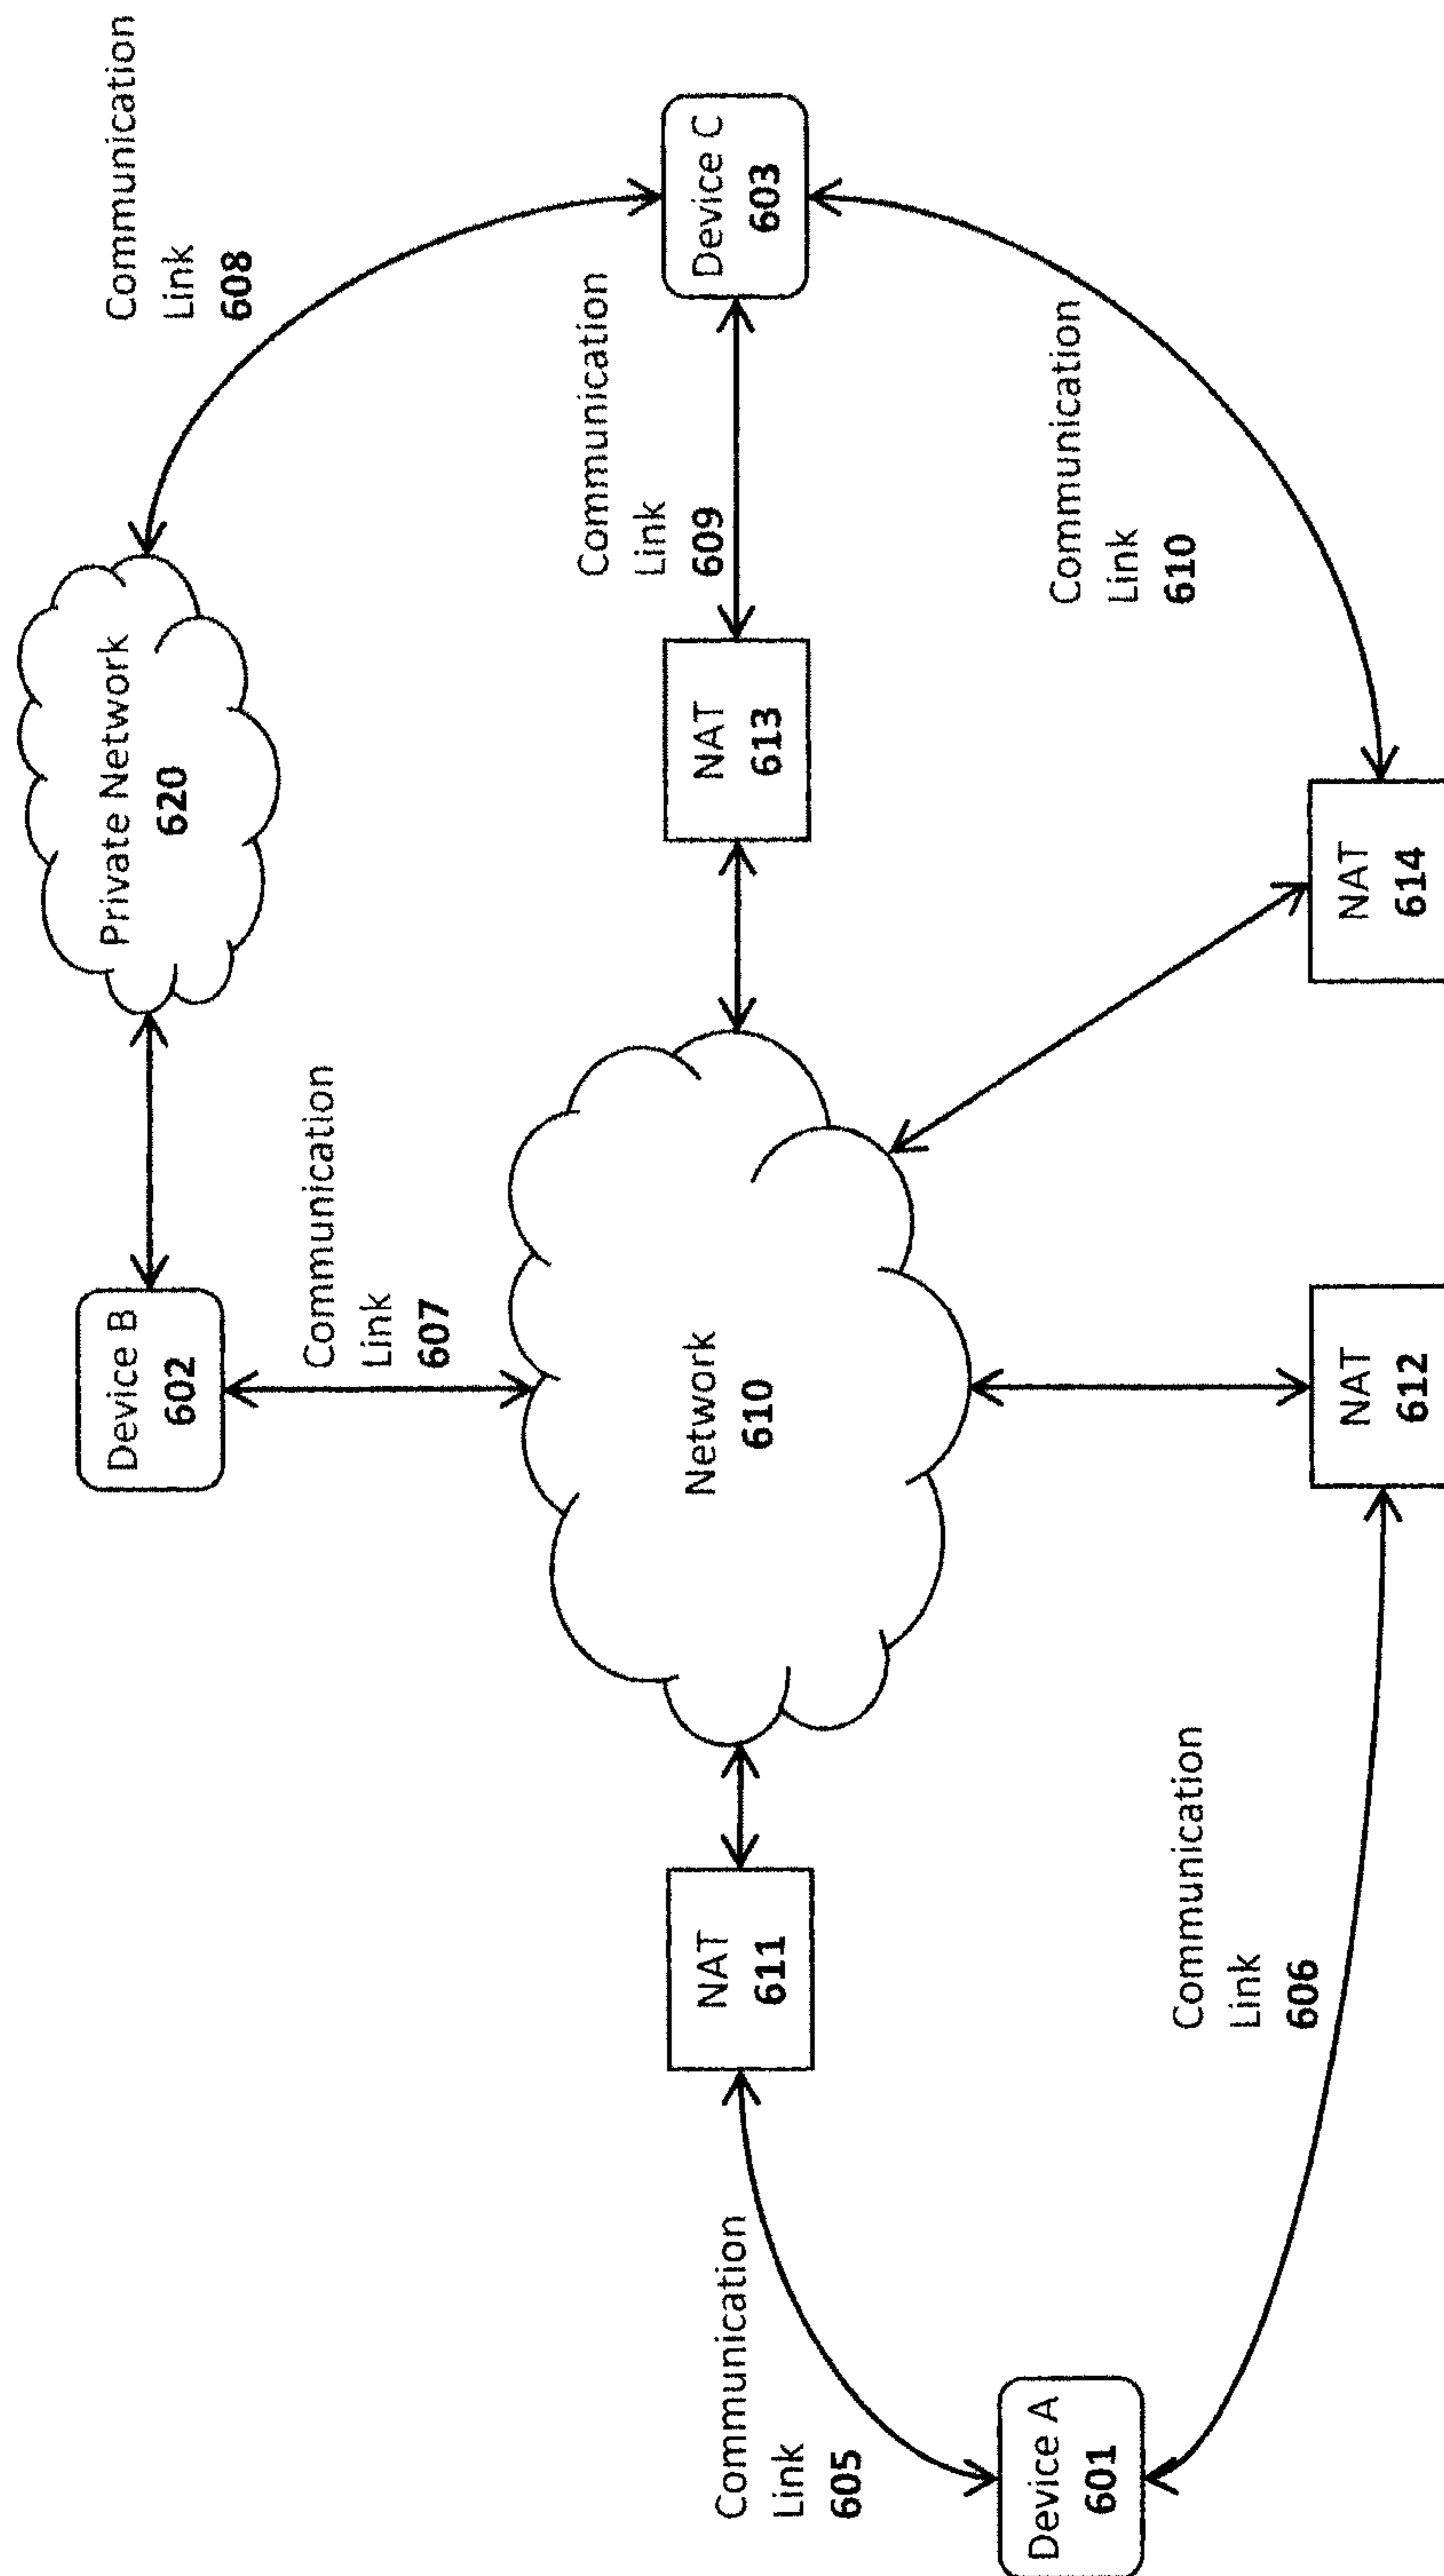 Communication
Link
608
Private Network
620
Device B
602
Communication
Link
607
Communication
Link
609
Device C
603
NAT
611
Network
610
NAT
613
Communication
Link
605
Communication
Link
610
Device A
601
Communication
Link
606
NAT
612
NAT
614